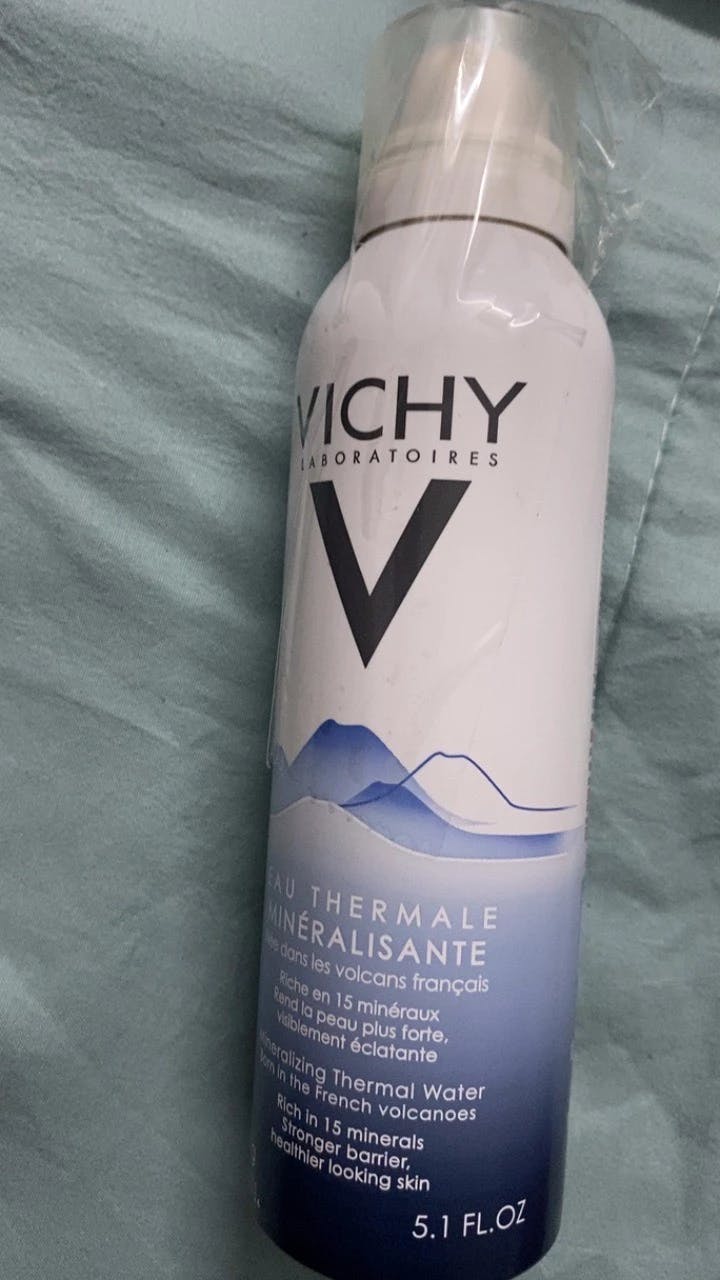 VICHY
LABORATOIRES
V
EAU THERMALE
MINÉRALISANTE
dans les volcans français
Riche en 15 minéraux
Rend la peau plus forte,
visiblement éclatante
Mineralizing Thermal Water
Born in the French volcanoes
Rich in 15 minerals
Stronger barrier,
healthier looking skin
5.1 FL.OZ